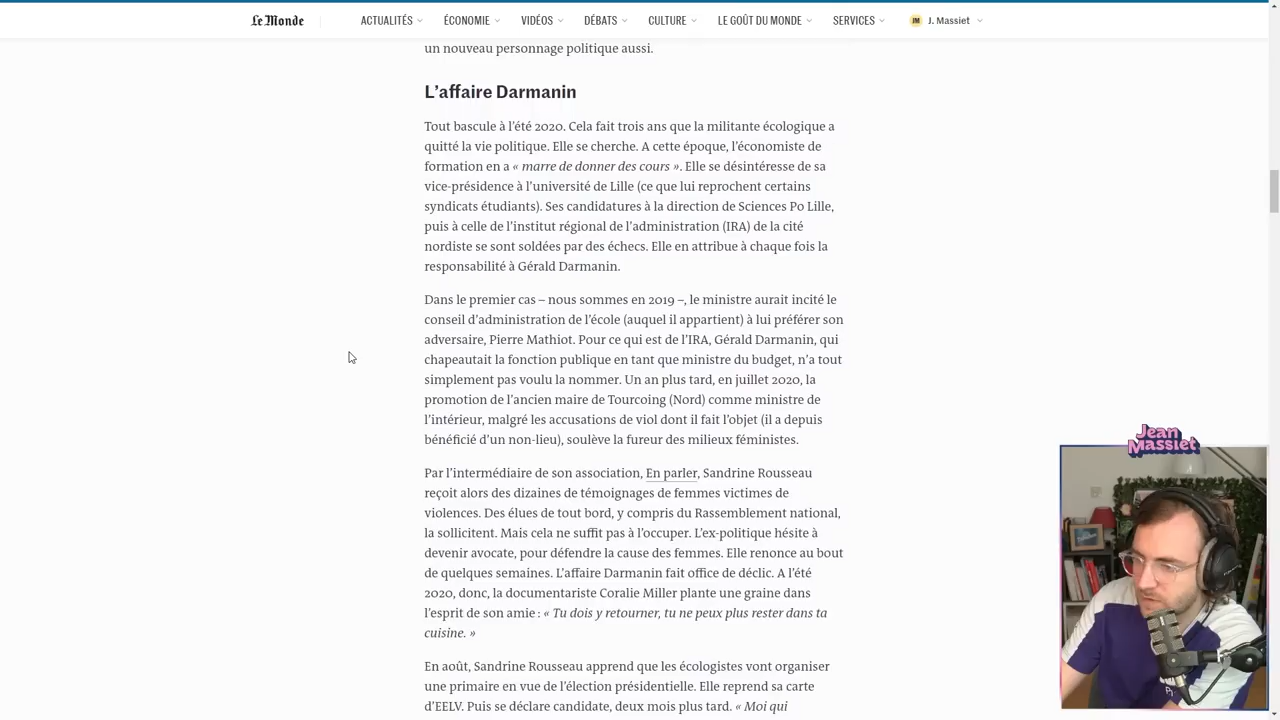 Le Monde
ACTUALITÉS
ÉCONOMIE
VIDÉOS
DÉBATS
CULTURE
LE GOÛT DU MONDE
SERVICES
JM
J. Massiet
un nouveau personnage politique aussi.
L’affaire Darmanin
Tout bascule à l’été 2020. Cela fait trois ans que la militante écologique a
quitté la vie politique. Elle se cherche. A cette époque, l’économiste de
formation en a « marre de donner des cours ». Elle se désintéresse de sa
vice-présidence à l’université de Lille (ce que lui reprochent certains
syndicats étudiants). Ses candidatures à la direction de Sciences Po Lille,
puis à celle de l’institut régional de l’administration (IRA) de la cité
nordiste se sont soldées par des échecs. Elle en attribue à chaque fois la
responsabilité à Gérald Darmanin.
Dans le premier cas – nous sommes en 2019 –, le ministre aurait incité le
conseil d’administration de l’école (auquel il appartient) à lui préférer son
adversaire, Pierre Mathiot. Pour ce qui est de l’IRA, Gérald Darmanin, qui
chapeautait la fonction publique en tant que ministre du budget, n’a tout
simplement pas voulu la nommer. Un an plus tard, en juillet 2020, la
promotion de l’ancien maire de Tourcoing (Nord) comme ministre de
l’intérieur, malgré les accusations de viol dont il fait l’objet (il a depuis
bénéficié d’un non-lieu), soulève la fureur des milieux féministes.
Par l’intermédiaire de son association, En parler, Sandrine Rousseau
reçoit alors des dizaines de témoignages de femmes victimes de
violences. Des élues de tout bord, y compris du Rassemblement national,
la sollicitent. Mais cela ne suffit pas à l’occuper. L’ex-politique hésite à
devenir avocate, pour défendre la cause des femmes. Elle renonce au bout
de quelques semaines. L’affaire Darmanin fait office de déclic. A l’été
2020, donc, la documentariste Coralie Miller plante une graine dans
l’esprit de son amie : « Tu dois y retourner, tu ne peux plus rester dans ta
cuisine. »
En août, Sandrine Rousseau apprend que les écologistes vont organiser
une primaire en vue de l’élection présidentielle. Elle reprend sa carte
d’EELV. Puis se déclare candidate, deux mois plus tard. « Moi qui
Jean
Massiet